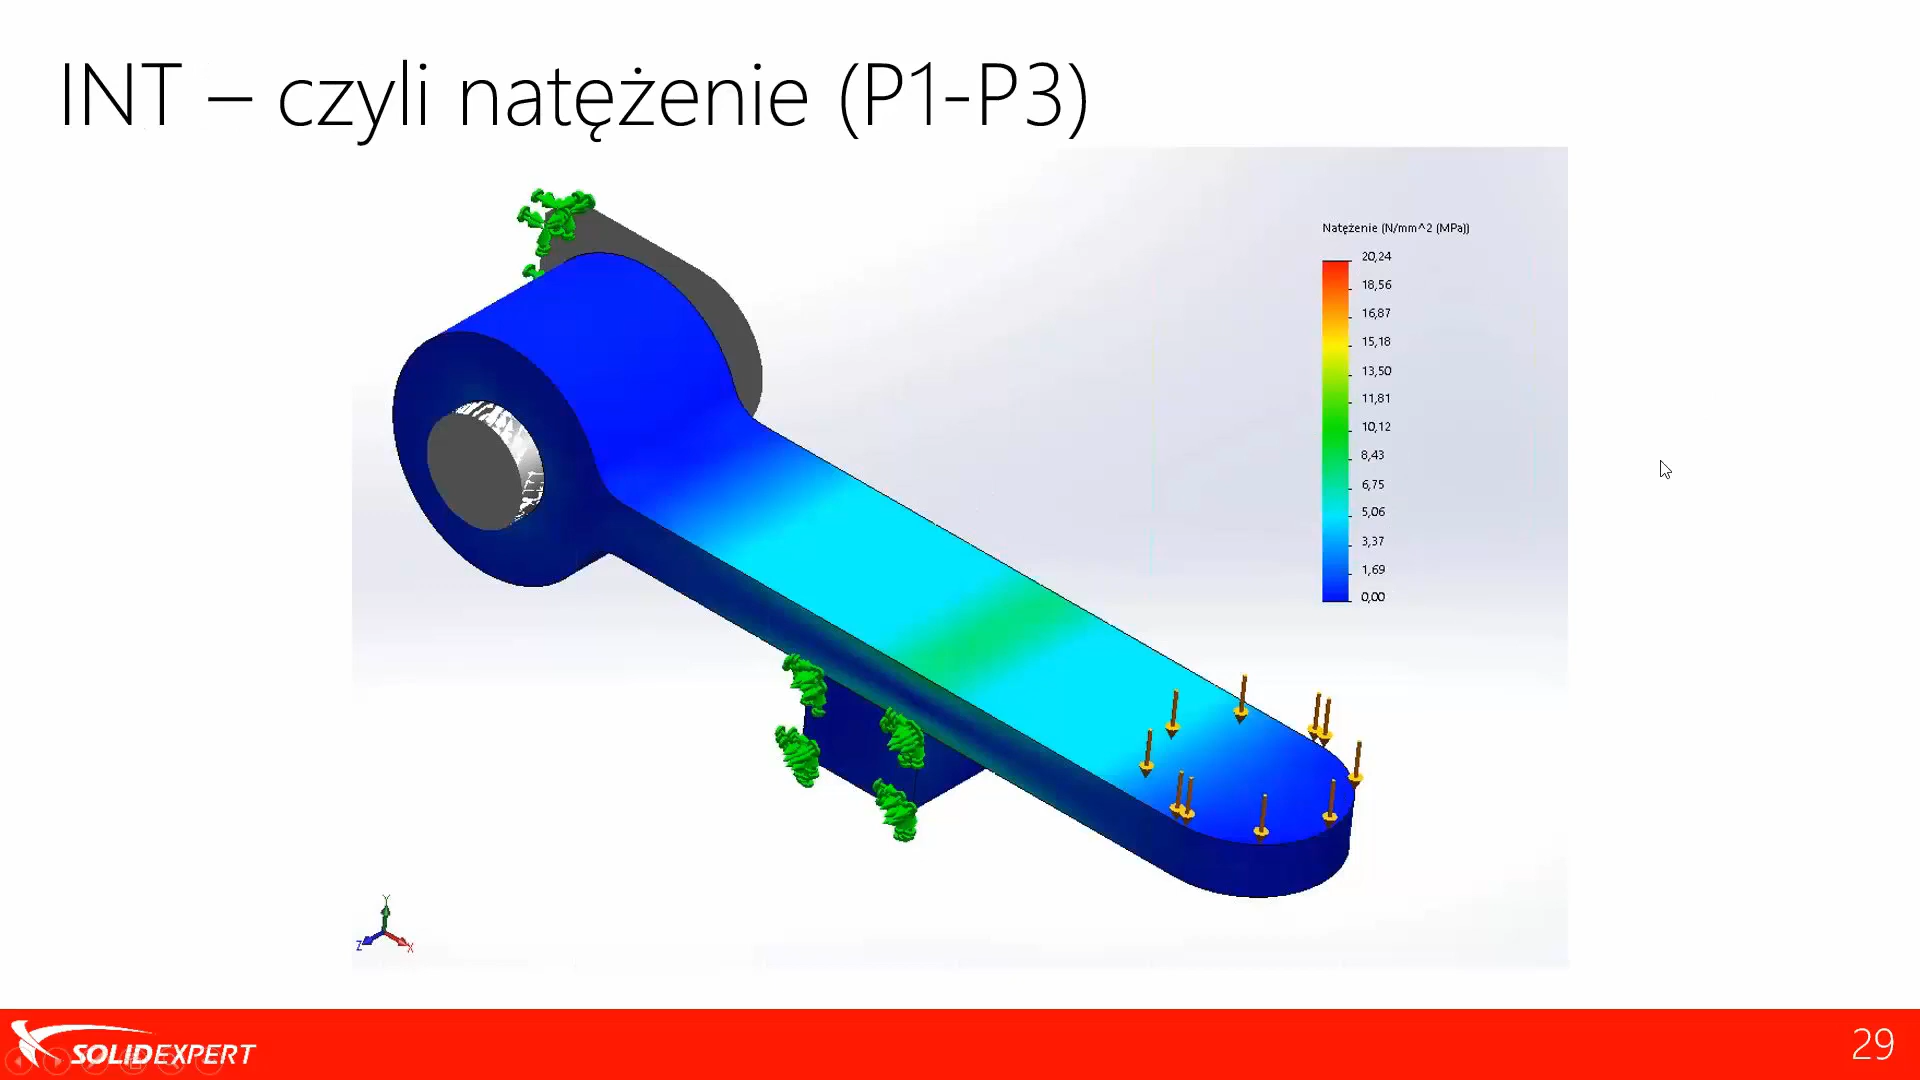 INT – czyli natężenie (P1-P3)
Natężenie (N/mm^2 (MPa))
20,24
18,56
16,87
15,18
13,50
11,81
10,12
8,43
6,75
5,06
3,37
1,69
0,00
Y
Z
X
SOLIDEXPERT
29